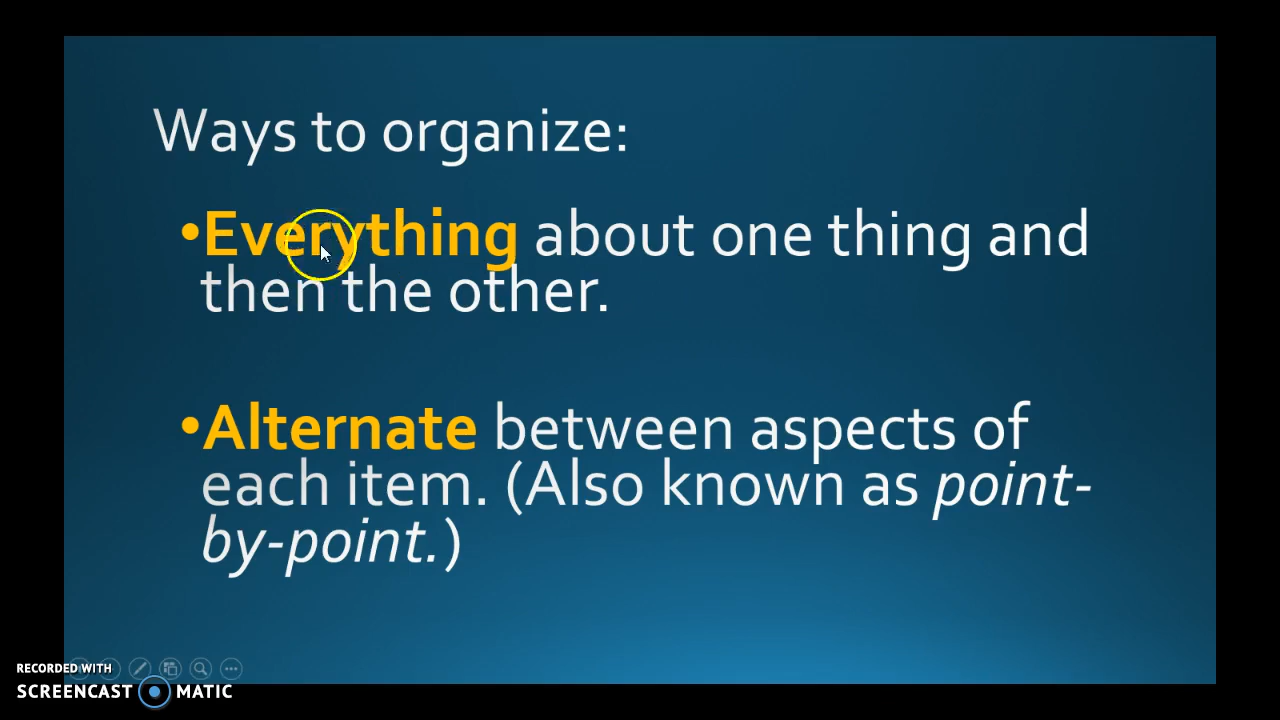 Ways to organize:
•Everything about one thing and
then the other.
•Alternate between aspects of
each item. (Also known as point-
by-point.)
RECORDED WITH
SCREENCAST MATIC